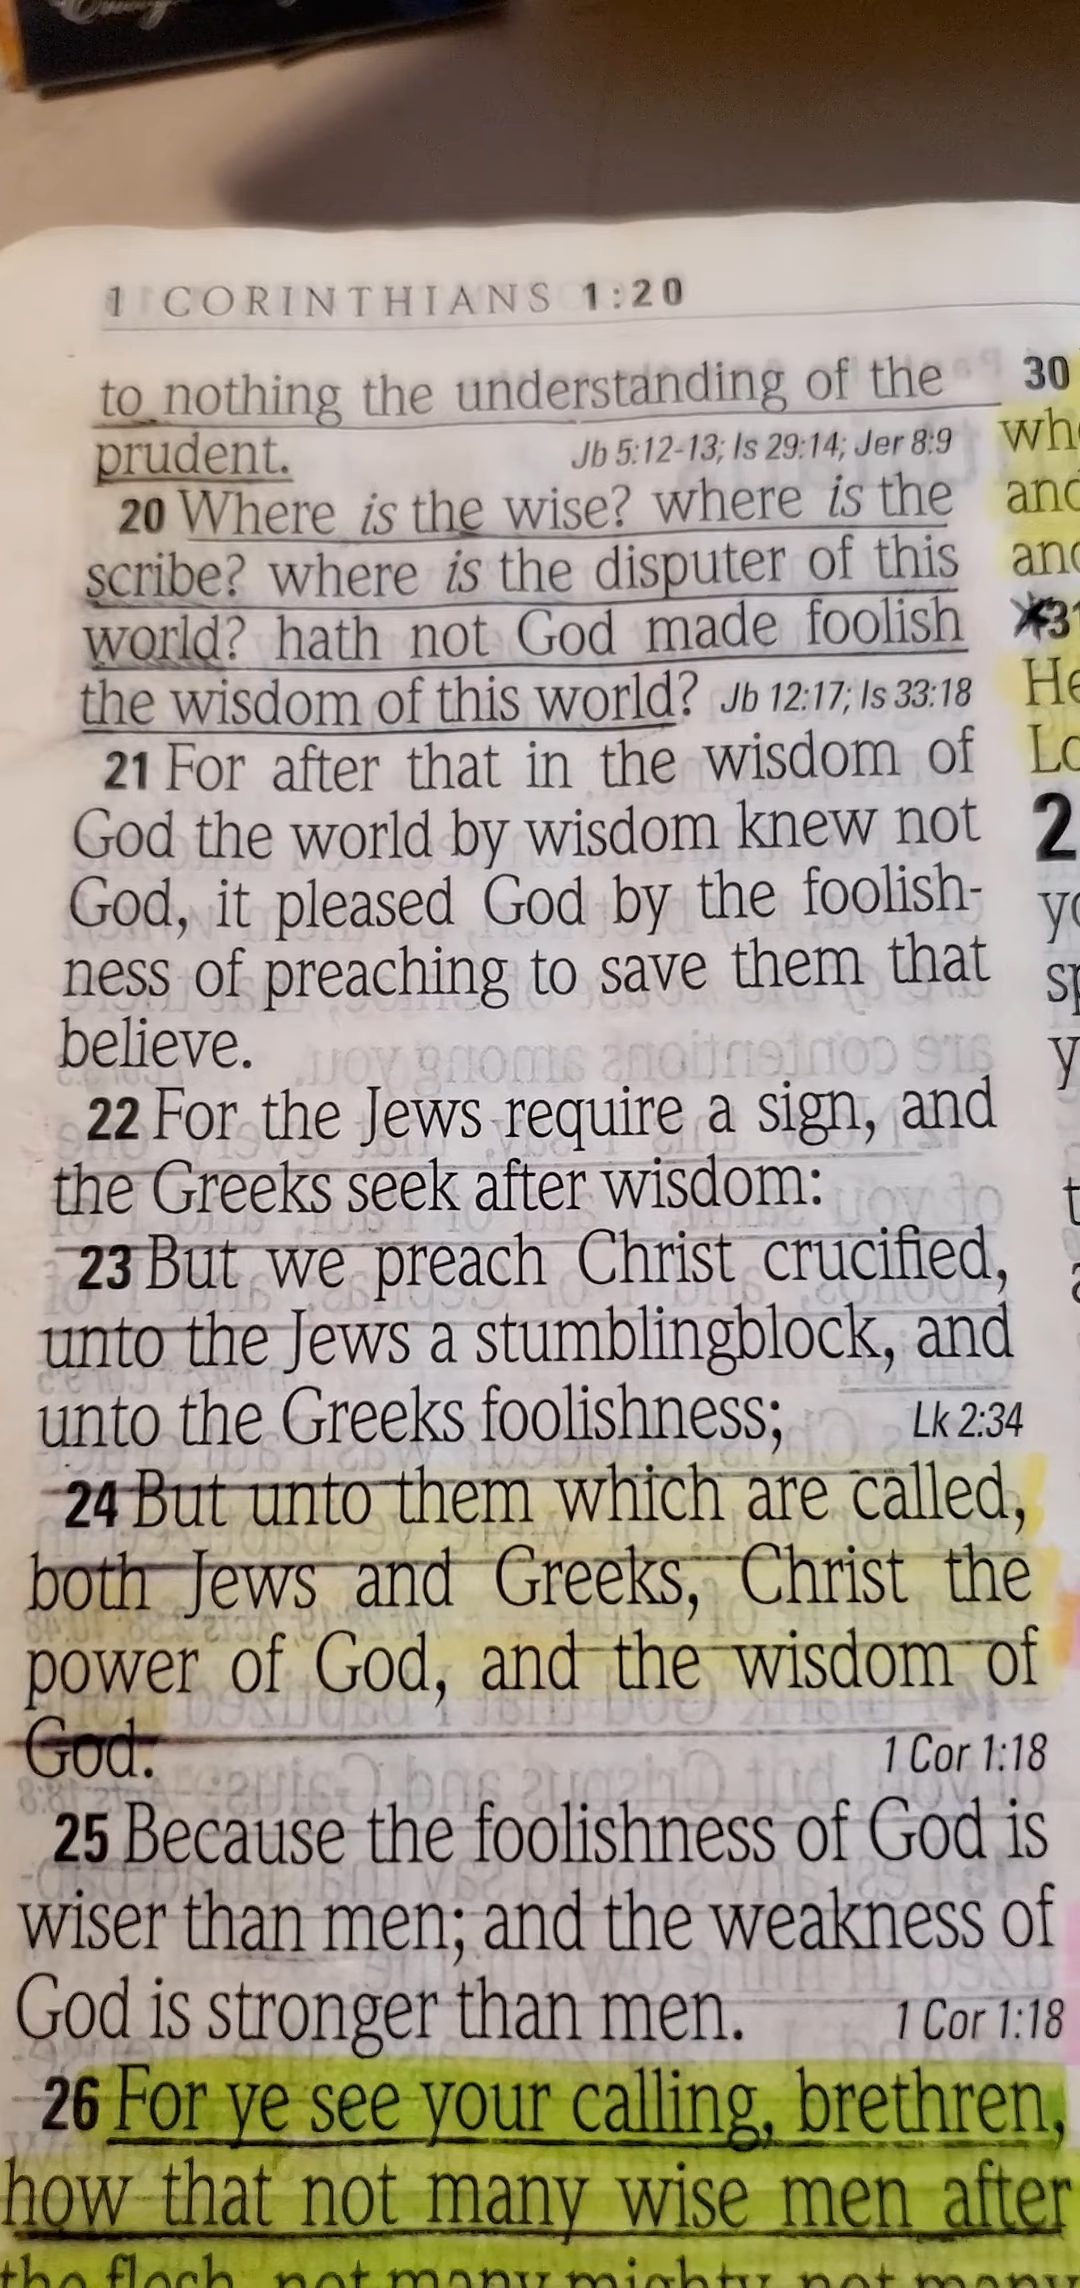 1 CORINTHIANS 1:20
to nothing the understanding of the
prudent. Jb 5:12-13; Is 29:14; Jer 8:9
20 Where is the wise? where is the
scribe? where is the disputer of this
world? hath not God made foolish
the wisdom of this world? Jb 12:17; Is 33:18
21 For after that in the wisdom of
God the world by wisdom knew not
God, it pleased God by the foolish-
ness of preaching to save them that
believe.
22 For the Jews require a sign, and
the Greeks seek after wisdom:
23 But we preach Christ crucified,
unto the Jews a stumblingblock, and
unto the Greeks foolishness; Lk 2:34
24 But unto them which are called,
both Jews and Greeks, Christ the
power of God, and the wisdom of
God. 1 Cor 1:18
25 Because the foolishness of God is
wiser than men; and the weakness of
God is stronger than men. 1 Cor 1:18
26 For ye see your calling, brethren,
how that not many wise men after
the flesh, not many mighty, not many
30
31
He
2